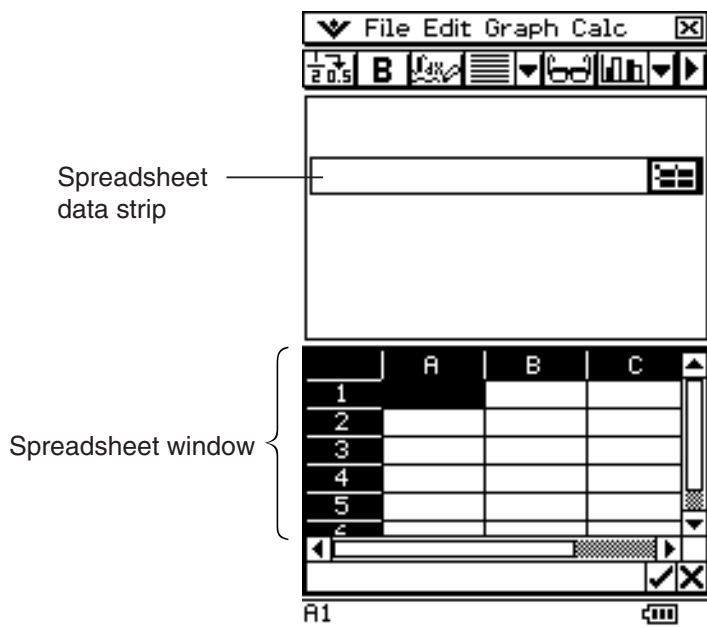 File Edit Graph Calc
B
Spreadsheet
data strip
A B C
1
2
3
4
5
Spreadsheet window
A1